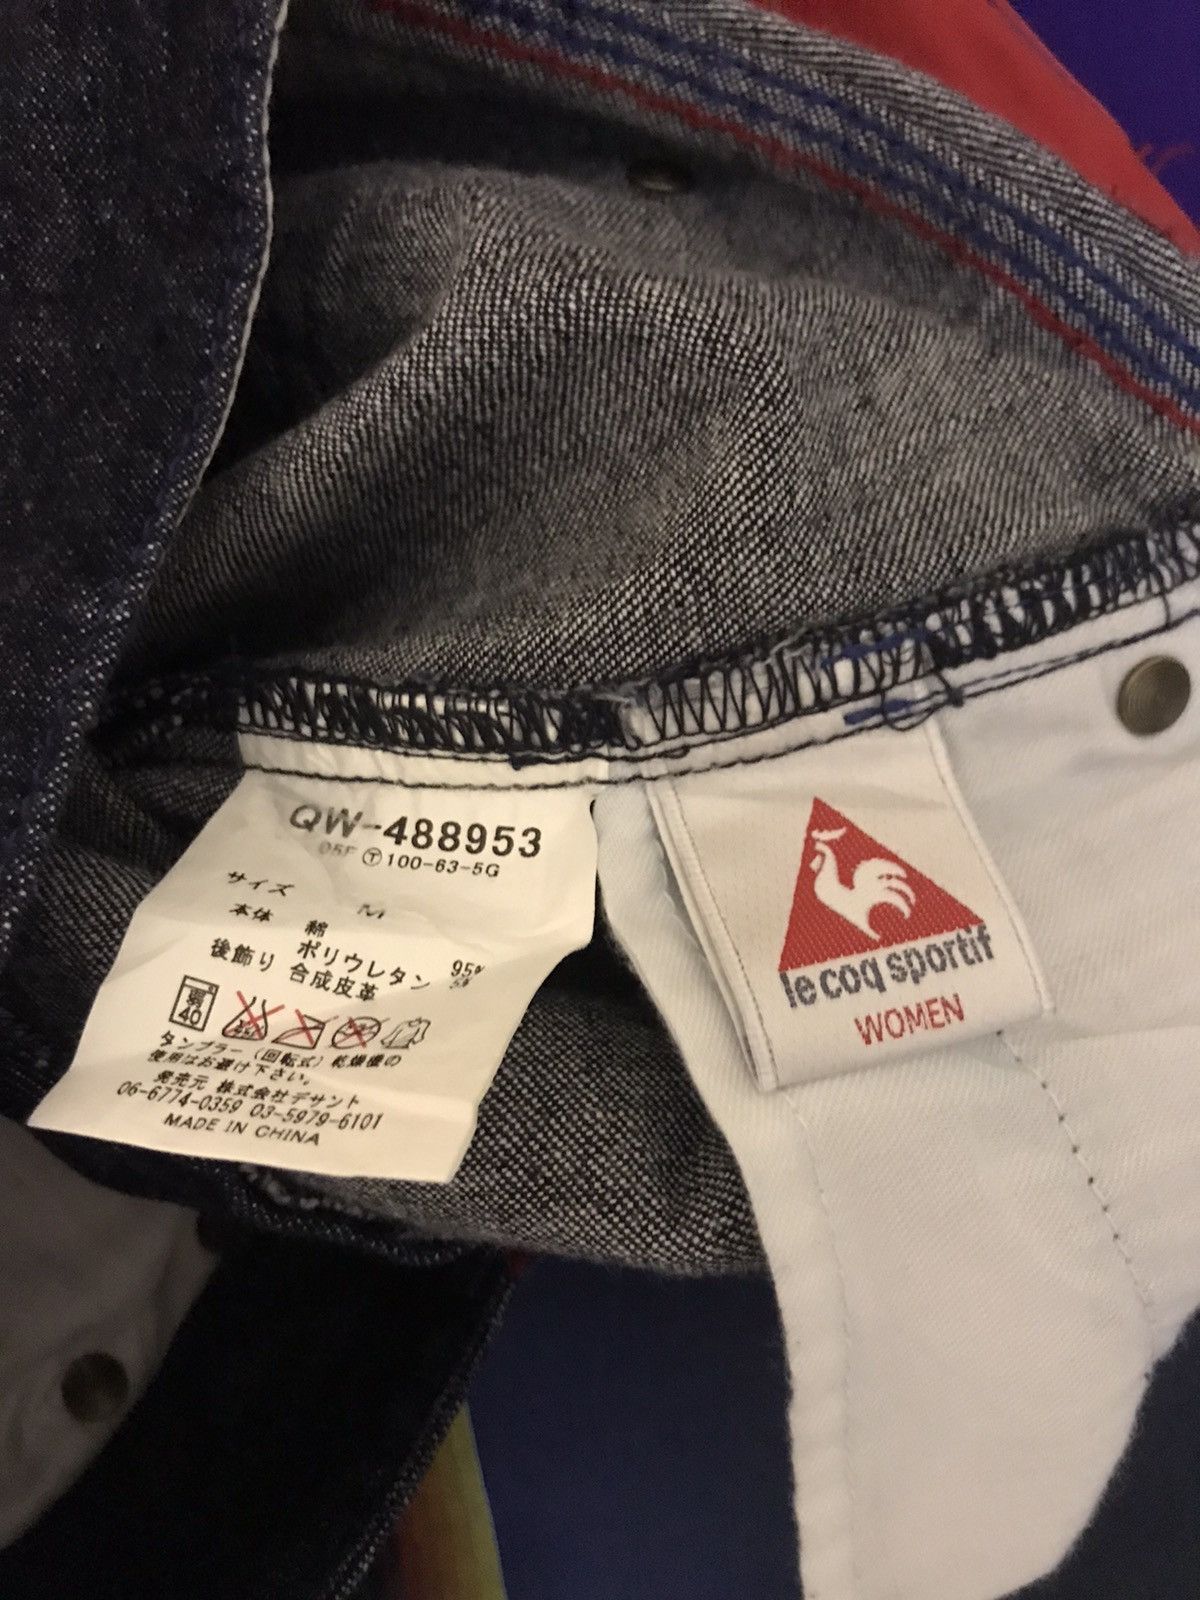 QW-488953
Ⓣ100-63-5G
サイズ M
本体 綿 95%
ポリウレタン 5%
後飾り 合成皮革
40
タンブラー（回転式）乾燥機の
使用はお避け下さい。
発売元 株式会社デサント
06-6774-0359 03-5979-6101
MADE IN CHINA
le coq sportif
WOMEN